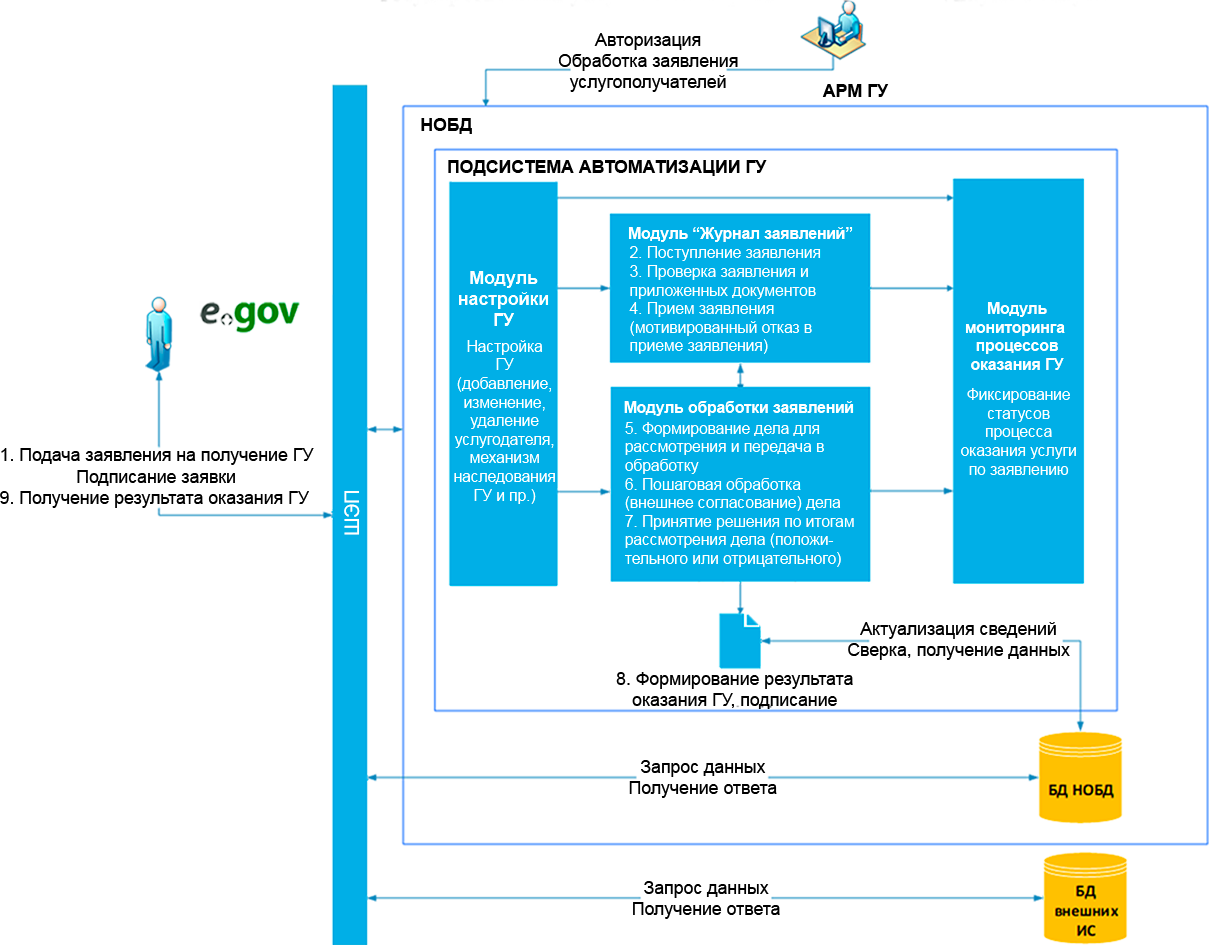 Авторизация
Обработка заявления
услугополучателей
АРМ ГУ
НОБД
ПОДСИСТЕМА АВТОМАТИЗАЦИИ ГУ
Модуль
настройки
ГУ
Настройка
ГУ
(добавление,
изменение,
удаление
услугодателя,
механизм
наследования
ГУ и пр.)
Модуль “Журнал заявлений”
2. Поступление заявления
3. Проверка заявления и
приложенных документов
4. Прием заявления
(мотивированный отказ в
приеме заявления)
Модуль обработки заявлений
5. Формирование дела для
рассмотрения и передача в
обработку
6. Пошаговая обработка
(внешнее согласование) дела
7. Принятие решения по итогам
рассмотрения дела (положи-
тельного или отрицательного)
Модуль
мониторинга
процессов
оказания ГУ
Фиксирование
статусов
процесса
оказания услуги
по заявлению
e.gov
1. Подача заявления на получение ГУ
Подписание заявки
9. Получение результата оказания ГУ
ШЭП
Актуализация сведений
Сверка, получение данных
8. Формирование результата
оказания ГУ, подписание
Запрос данных
Получение ответа
БД НОБД
Запрос данных
Получение ответа
БД
внешних
ИС